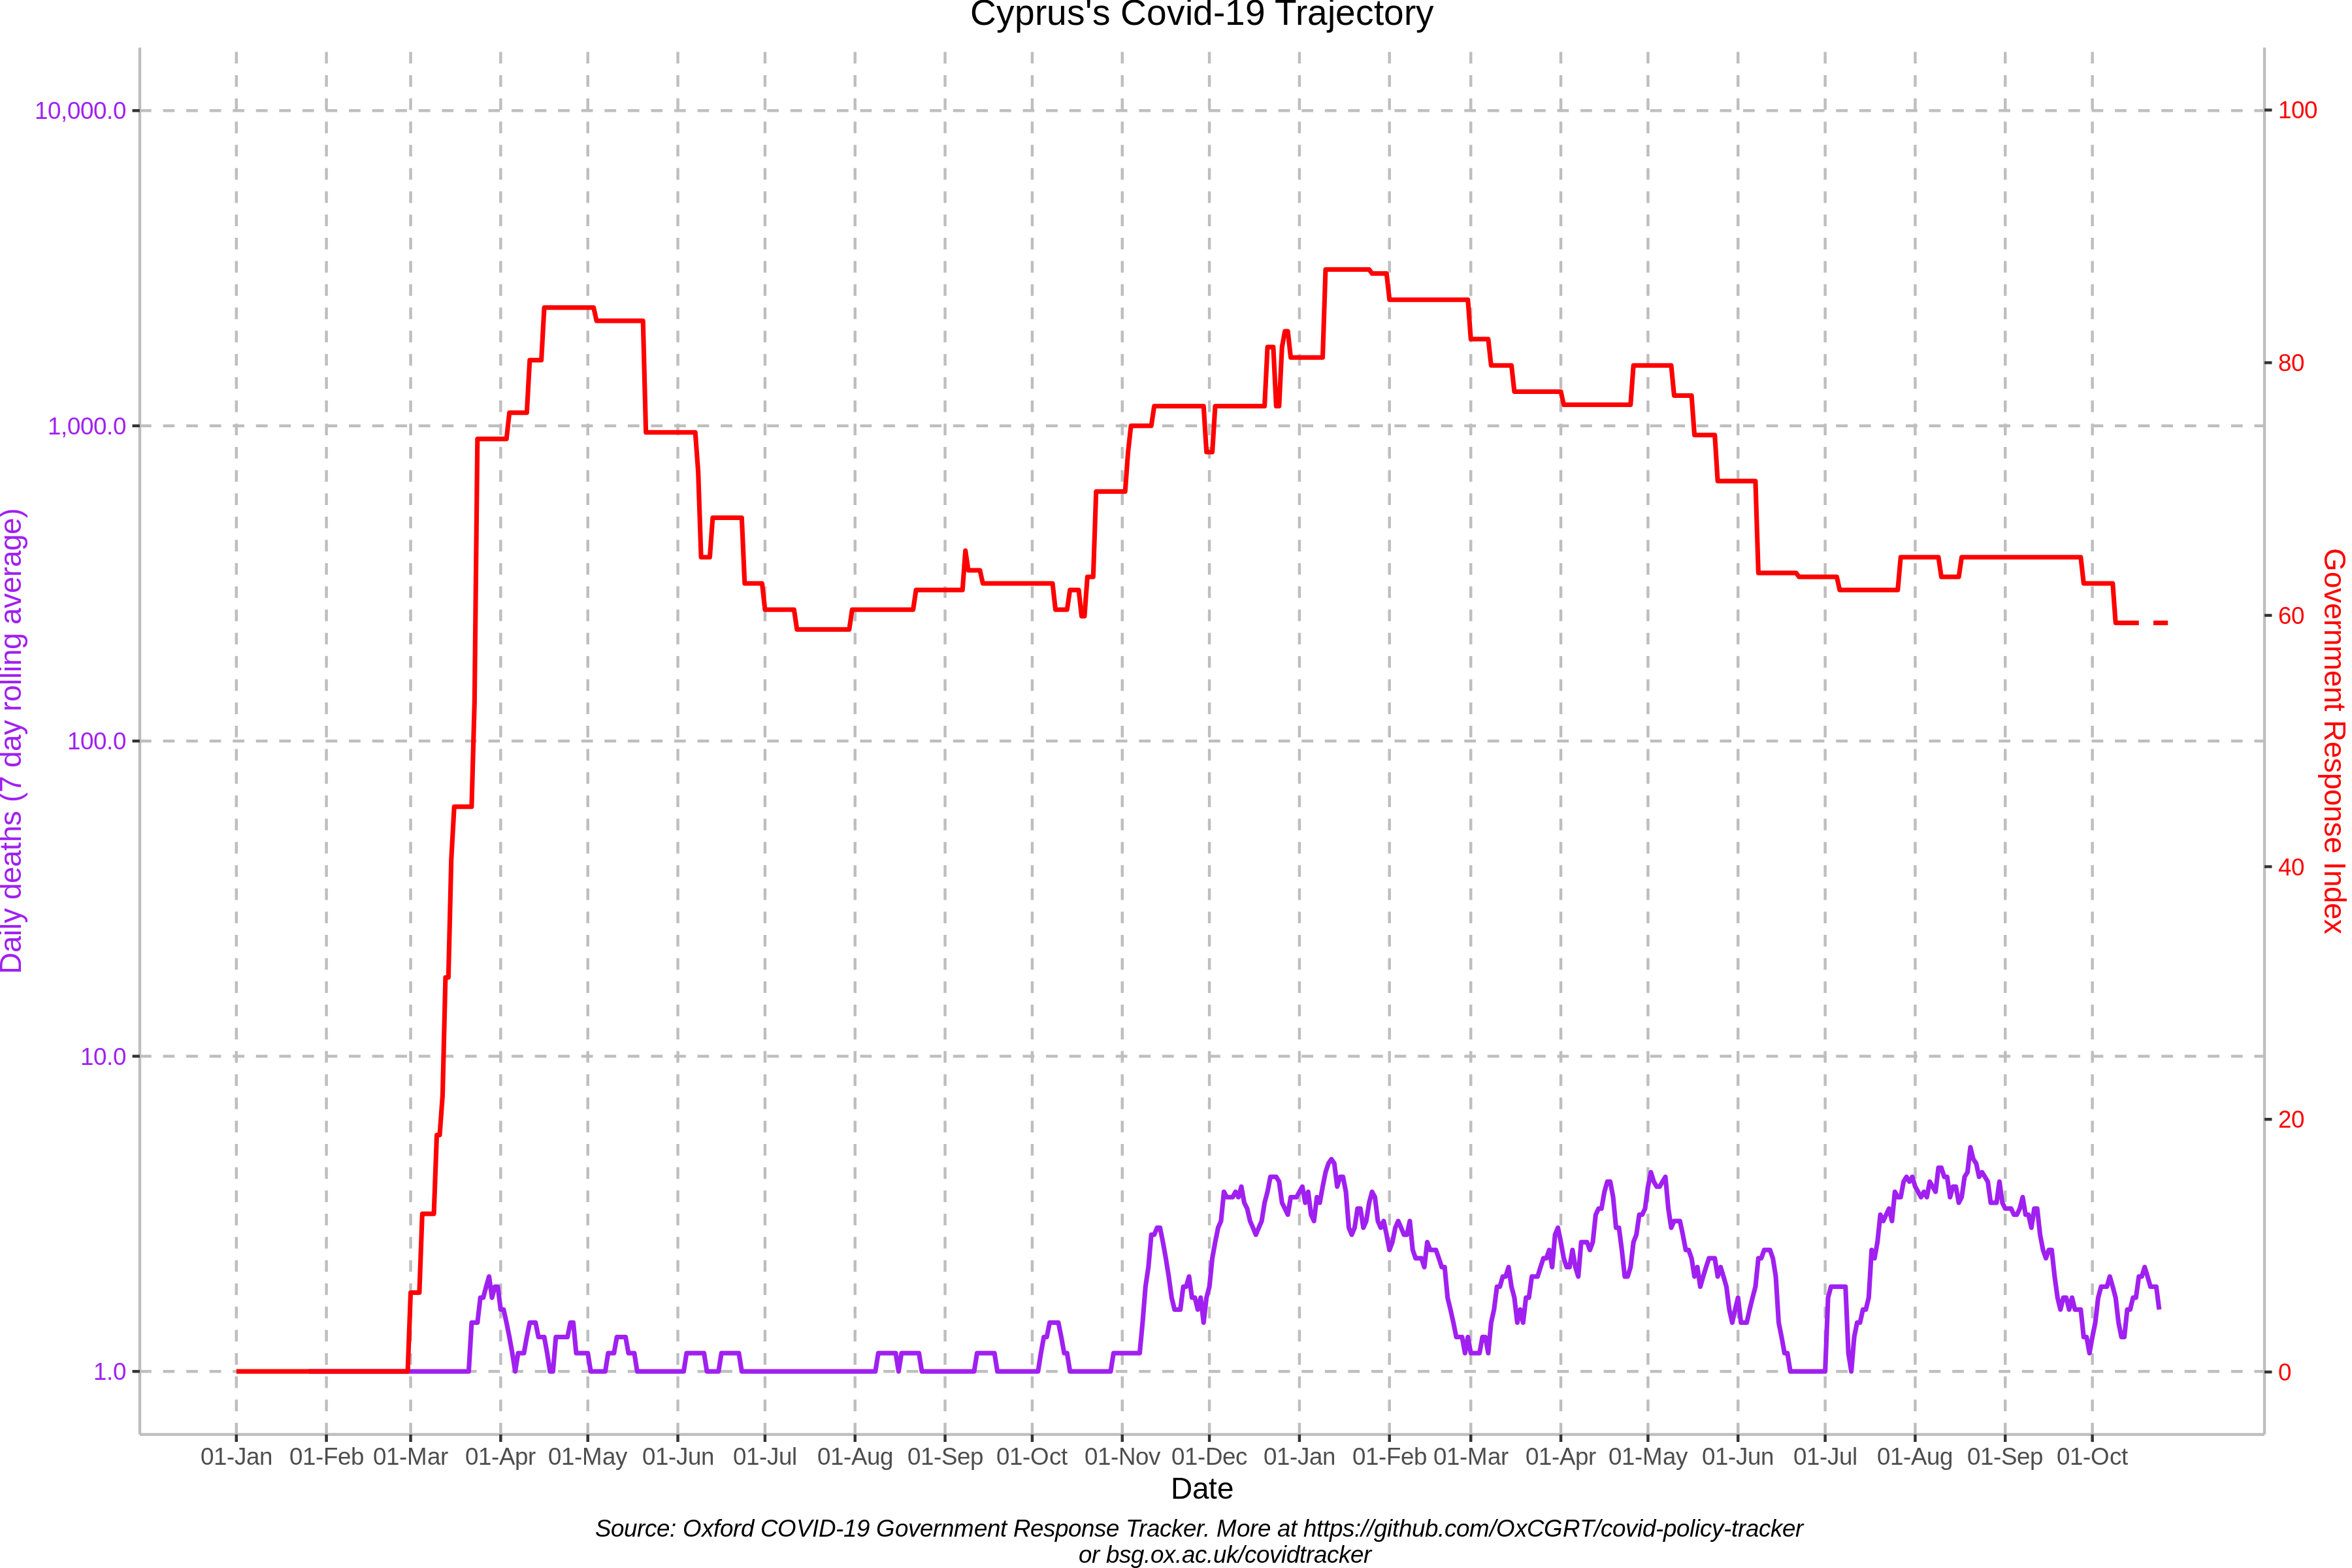 Cyprus's Covid-19 Trajectory
10,000.0
1,000.0
100.0
10.0
1.0
Daily deaths (7 day rolling average)
100
80
60
40
20
0
Government Response Index
01-Jan 01-Feb 01-Mar 01-Apr 01-May 01-Jun 01-Jul 01-Aug 01-Sep 01-Oct 01-Nov 01-Dec 01-Jan 01-Feb 01-Mar 01-Apr 01-May 01-Jun 01-Jul 01-Aug 01-Sep 01-Oct
Date
Source: Oxford COVID-19 Government Response Tracker. More at https://github.com/OxCGRT/covid-policy-tracker
or bsg.ox.ac.uk/covidtracker